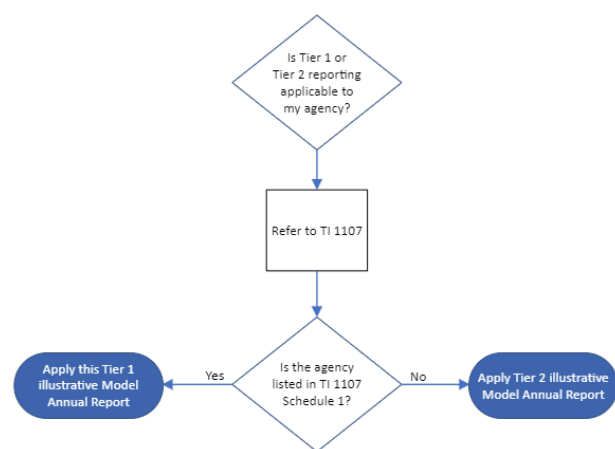 Is Tier 1 or
Tier 2 reporting
applicable to
my agency?
Refer to TI 1107
Apply this Tier 1
illustrative Model
Annual Report
Yes
Is the agency
listed in TI 1107
Schedule 1?
No
Apply Tier 2 illustrative
Model Annual Report